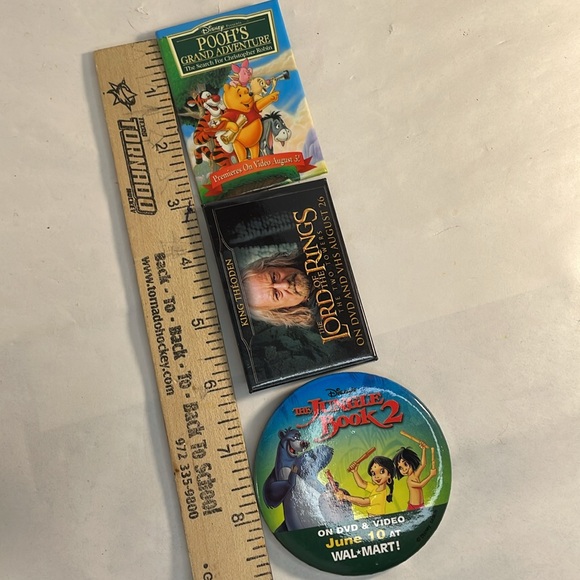 Disney Presents
POOH'S
GRAND ADVENTURE
The Search For Christopher Robin
Premieres On Video August 5!
KING THEODEN
THE
LORD OF THE RINGS
THE TWO TOWERS
ON DVD AND VHS AUGUST 26
Disney's
THE JUNGLE
BOOK 2
ON DVD & VIDEO
June 10 AT
WAL★MART!
TORNADO
HOCKEY
www.tornadohockey.com
Back - To - Back - To - Back To School
972 335-9800
1
2
3
4
5
6
7
8